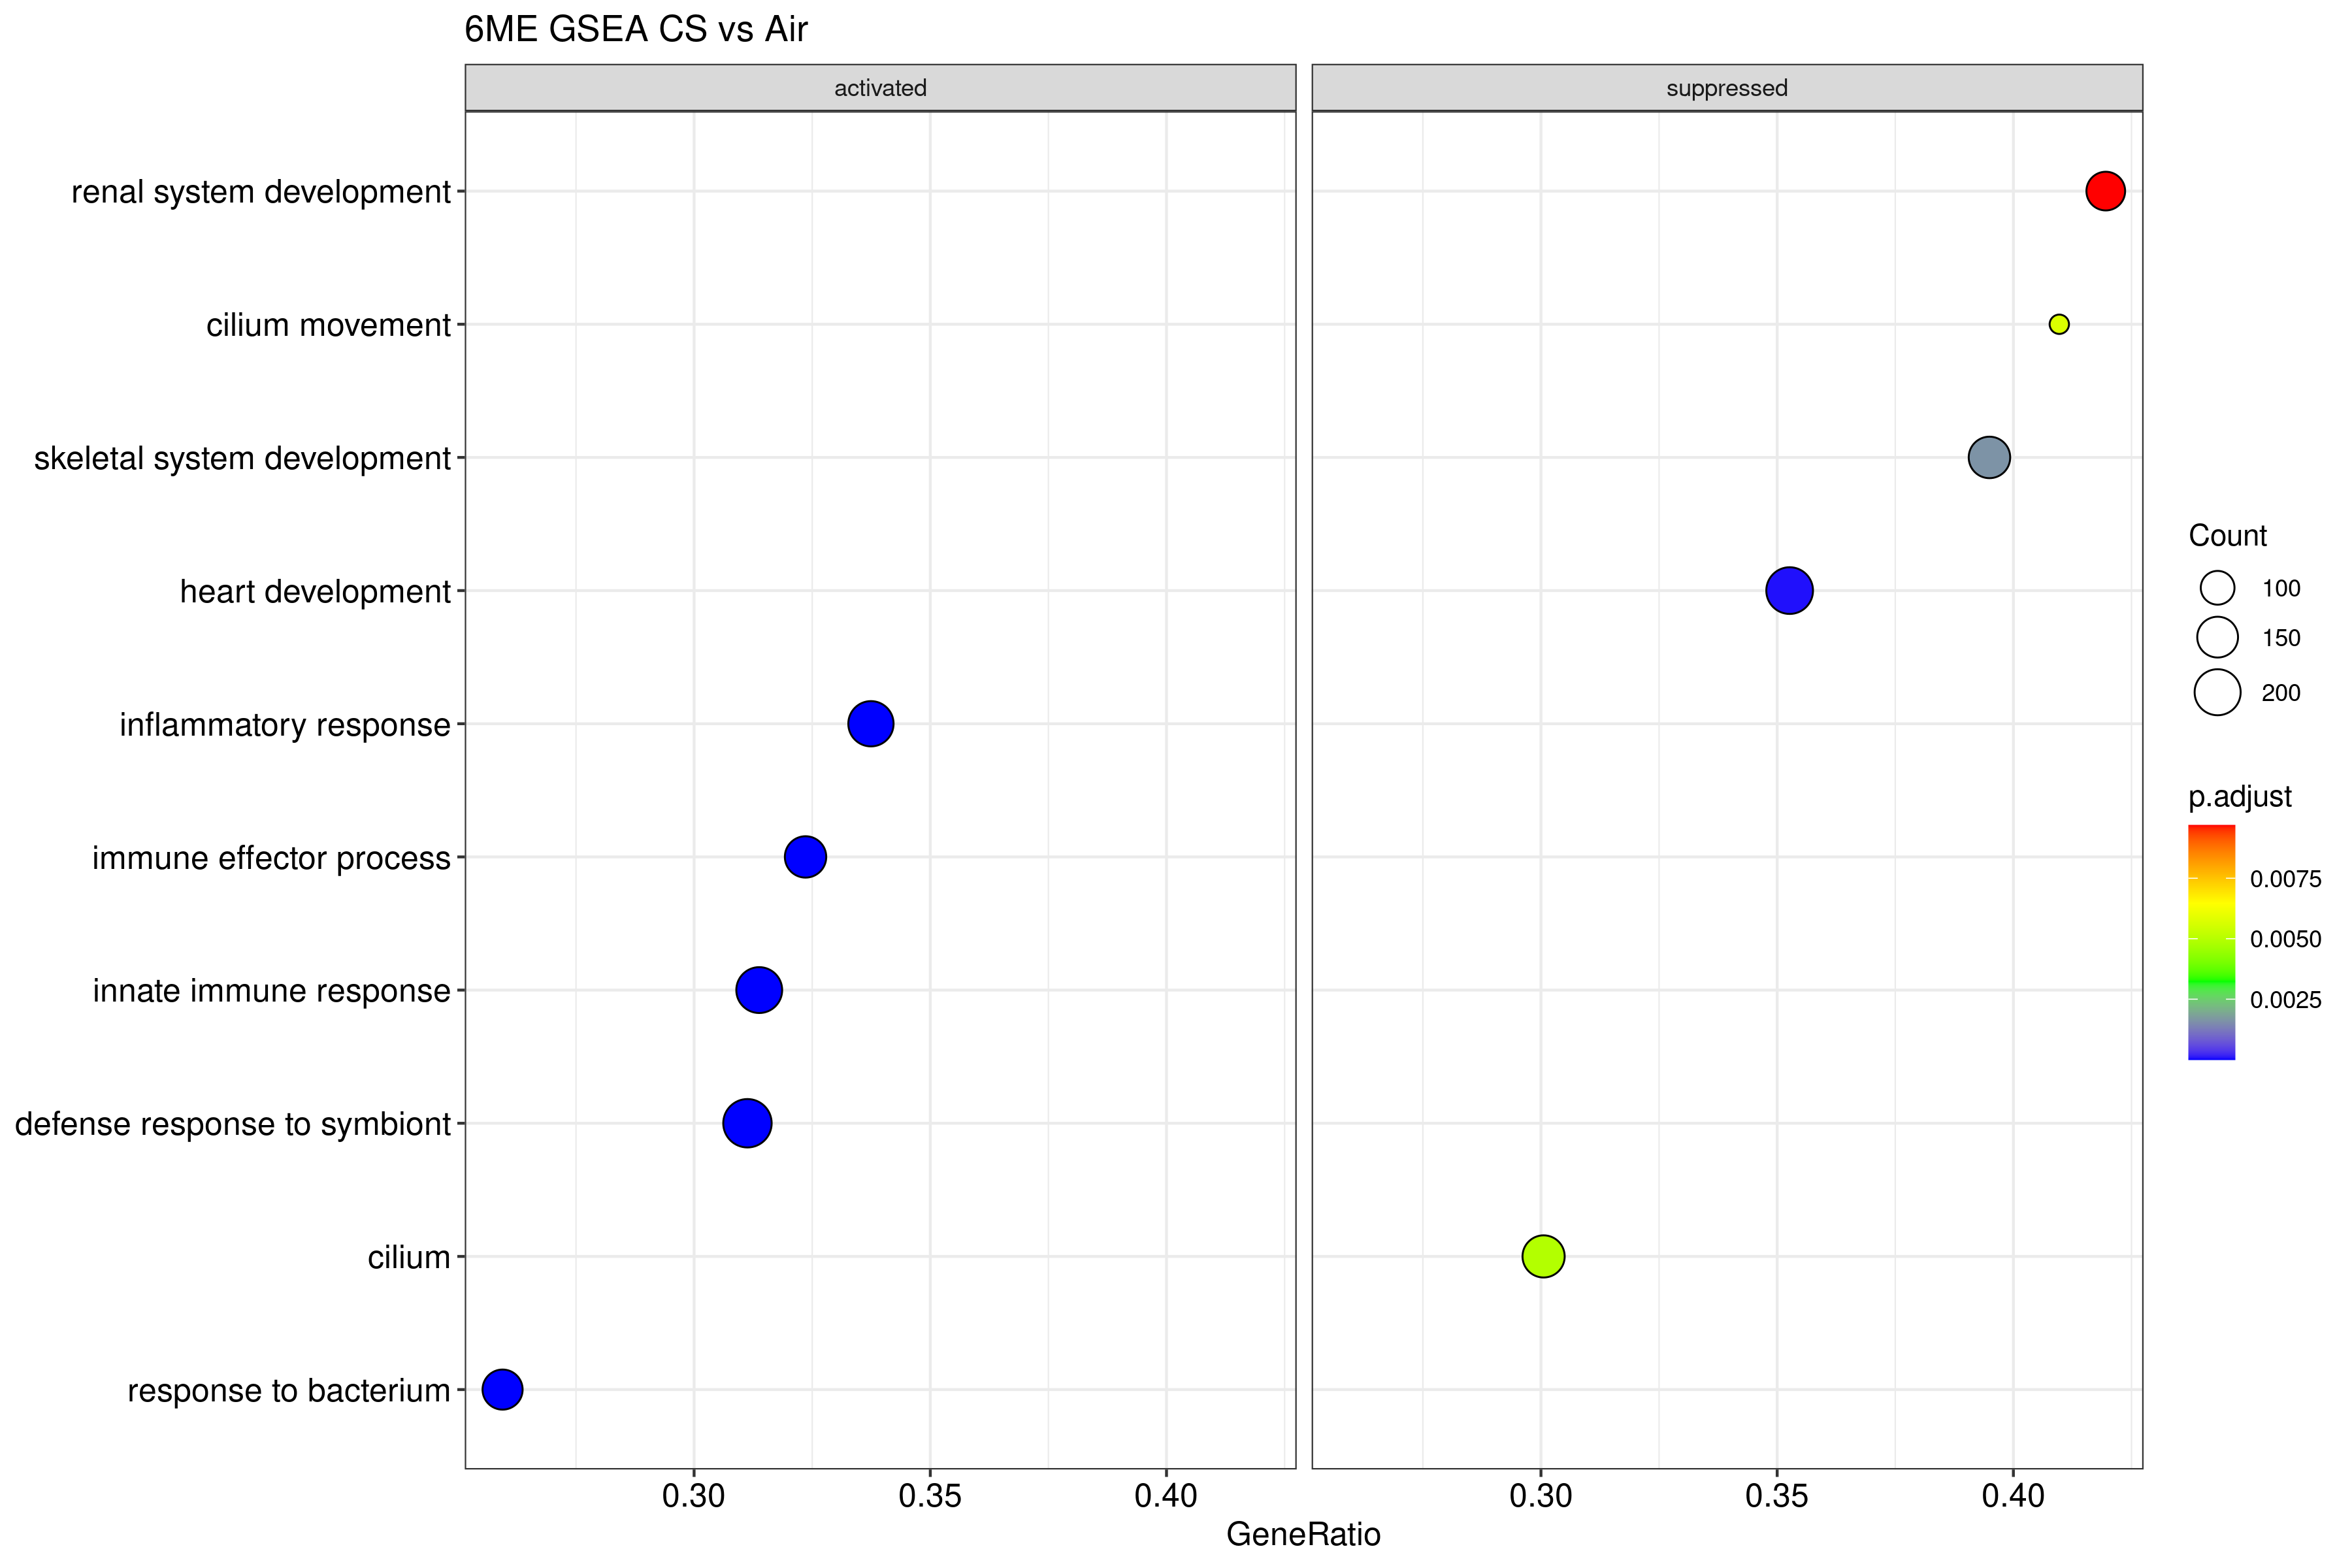 6ME GSEA CS vs Air
activated
suppressed
renal system development
cilium movement
skeletal system development
heart development
inflammatory response
immune effector process
innate immune response
defense response to symbiont
cilium
response to bacterium
0.30 0.35 0.40
0.30 0.35 0.40
GeneRatio
Count
100
150
200
p.adjust
0.0075
0.0050
0.0025